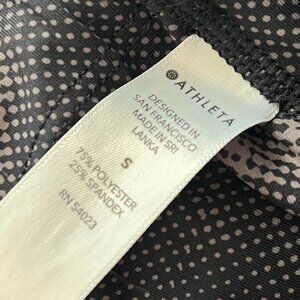 ATHLETA
DESIGNED IN
SAN FRANCISCO
MADE IN SRI
LANKA
S
75% POLYESTER
25% SPANDEX
RN 54023